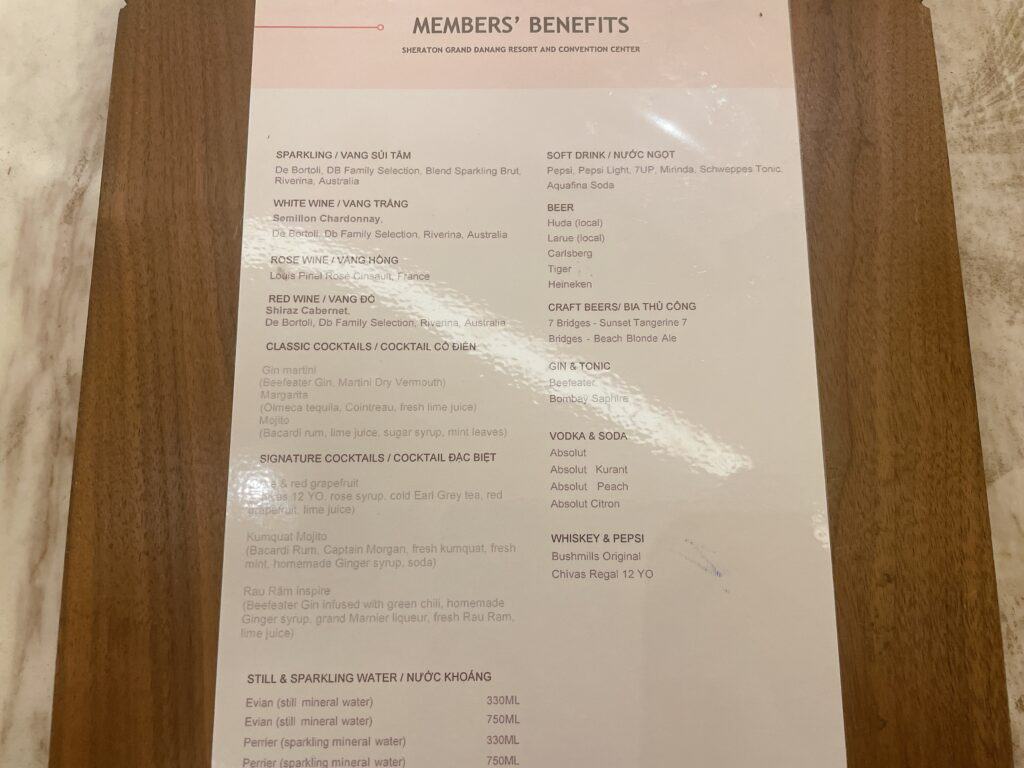 MEMBERS' BENEFITS
SHERATON GRAND DANANG RESORT AND CONVENTION CENTER
SPARKLING / VANG SỦI TĂM
De Bortoli, DB Family Selection, Blend Sparkling Brut,
Riverina, Australia
WHITE WINE / VANG TRẮNG
Semillon Chardonnay,
De Bortoli, Db Family Selection, Riverina, Australia
ROSE WINE / VANG HỒNG
Louis Pinel Rosé Cinsault, France
RED WINE / VANG ĐỎ
Shiraz Cabernet,
De Bortoli, Db Family Selection, Riverina, Australia
CLASSIC COCKTAILS / COCKTAIL CỔ ĐIỂN
Gin martini
(Beefeater Gin, Martini Dry Vermouth)
Margarita
(Olmeca tequila, Cointreau, fresh lime juice)
Mojito
(Bacardi rum, lime juice, sugar syrup, mint leaves)
SIGNATURE COCKTAILS / COCKTAIL ĐẶC BIỆT
& red grapefruit
(Chivas 12 YO, rose syrup, cold Earl Grey tea, red
grapefruit, lime juice)
Kumquat Mojito
(Bacardi Rum, Captain Morgan, fresh kumquat, fresh
mint, homemade Ginger syrup, soda)
Rau Răm inspire
(Beefeater Gin infused with green chili, homemade
Ginger syrup, grand Marnier liqueur, fresh Rau Ram,
lime juice)
STILL & SPARKLING WATER / NƯỚC KHOÁNG
Evian (still mineral water) 330ML
Evian (still mineral water) 750ML
Perrier (sparkling mineral water) 330ML
Perrier (sparkling mineral water) 750ML
SOFT DRINK / NƯỚC NGỌT
Pepsi, Pepsi Light, 7UP, Mirinda, Schweppes Tonic,
Aquafina Soda
BEER
Huda (local)
Larue (local)
Carlsberg
Tiger
Heineken
CRAFT BEERS/ BIA THỦ CÔNG
7 Bridges - Sunset Tangerine 7
Bridges - Beach Blonde Ale
GIN & TONIC
Beefeater
Bombay Saphire
VODKA & SODA
Absolut
Absolut Kurant
Absolut Peach
Absolut Citron
WHISKEY & PEPSI
Bushmills Original
Chivas Regal 12 YO